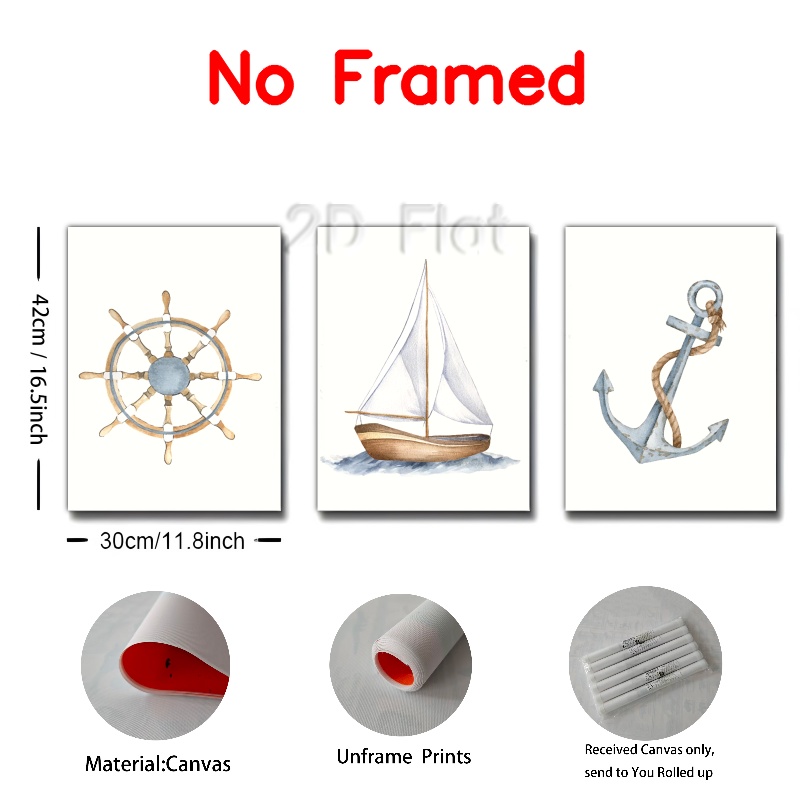 No Framed
2D Flat
42cm / 16.5inch
30cm/11.8inch
Material:Canvas
Unframe Prints
Received Canvas only,
send to You Rolled up